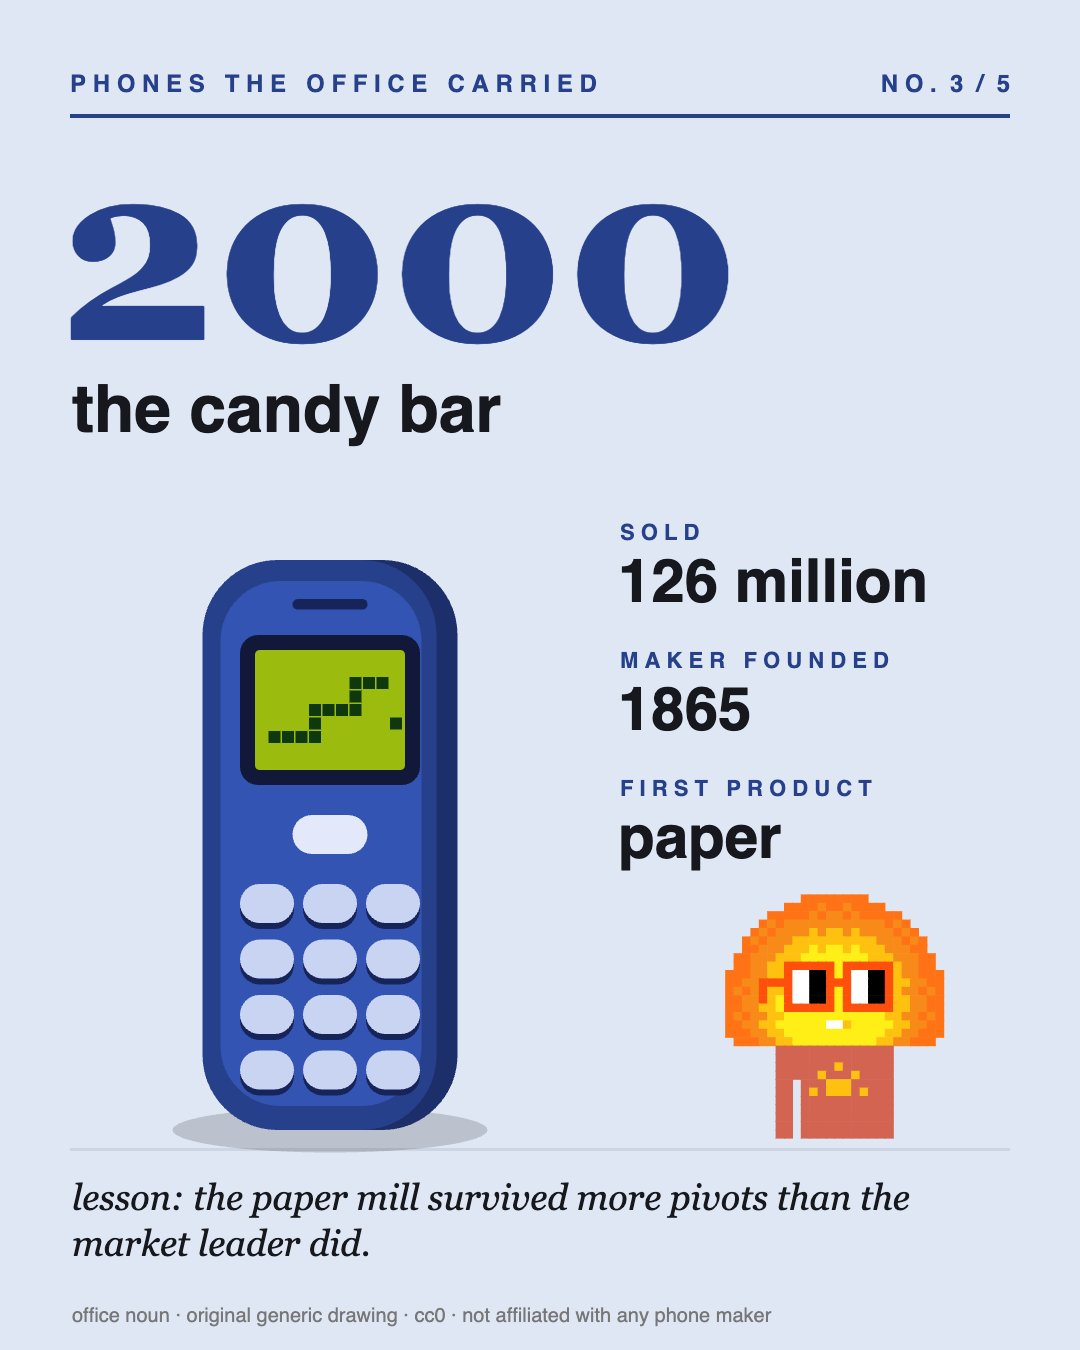 PHONES THE OFFICE CARRIED
NO. 3 / 5
2000
the candy bar
SOLD
126 million
MAKER FOUNDED
1865
FIRST PRODUCT
paper
lesson: the paper mill survived more pivots than the
market leader did.
office noun · original generic drawing · cc0 · not affiliated with any phone maker